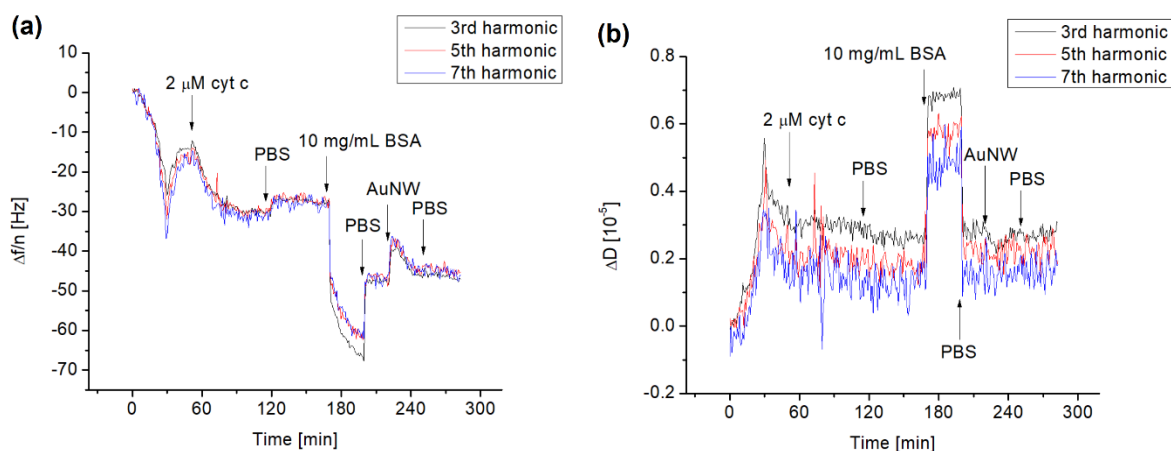 (a)
3rd harmonic
5th harmonic
7th harmonic
10
0
-10
-20
-30
-40
-50
-60
-70
Δf/n [Hz]
2 μM cyt c
PBS
10 mg/mL BSA
PBS
AuNW
PBS
0 60 120 180 240 300
Time [min]
(b)
3rd harmonic
5th harmonic
7th harmonic
0.8
0.6
0.4
0.2
0.0
-0.2
ΔD [10⁻⁵]
10 mg/mL BSA
2 μM cyt c
PBS
AuNW
PBS
PBS
0 60 120 180 240 300
Time [min]